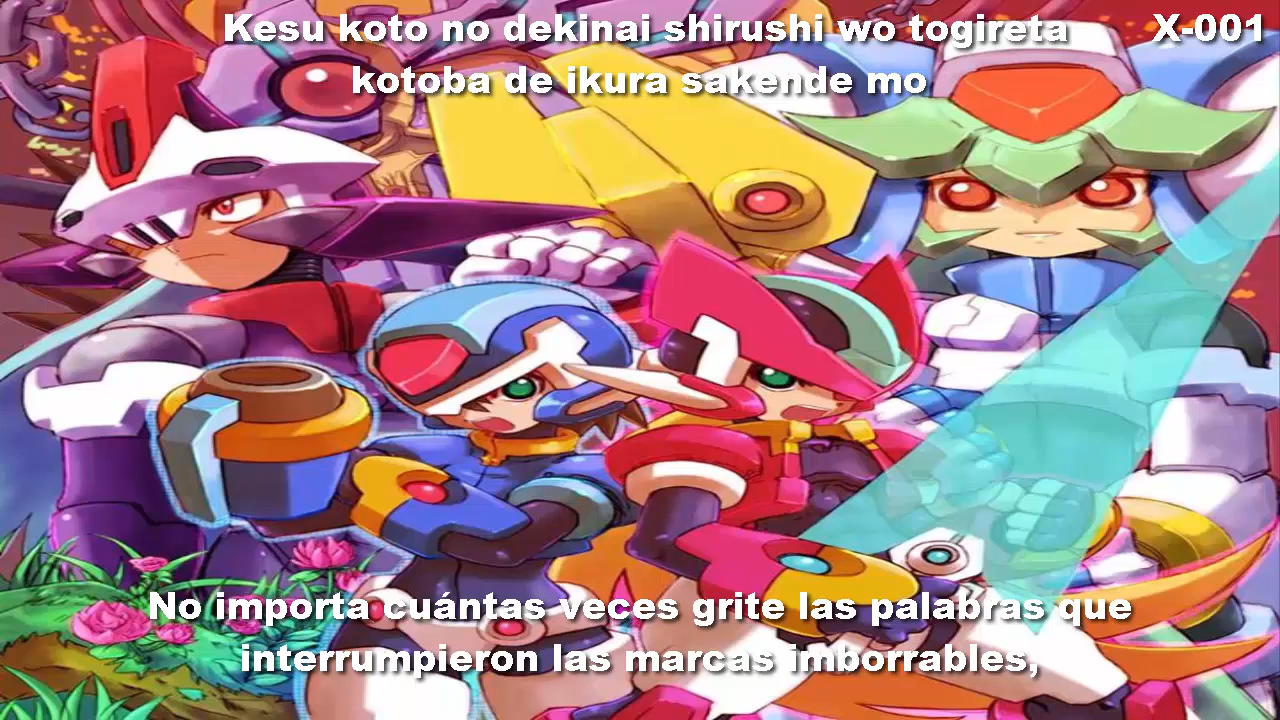 Kesu koto no dekinai shirushi wo togireta
X-001
kotoba de ikura sakende mo
No importa cuántas veces grite las palabras que
interrumpieron las marcas imborrables,